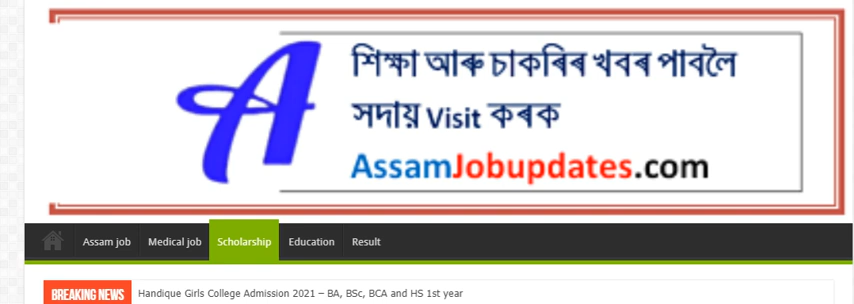 শিক্ষা আৰু চাকৰিৰ খবৰ পাবলৈ
সদায় Visit কৰক
AssamJobupdates.com
Assam job Medical job Scholarship Education Result
BREAKING NEWS Handique Girls College Admission 2021 – BA, BSc, BCA and HS 1st year